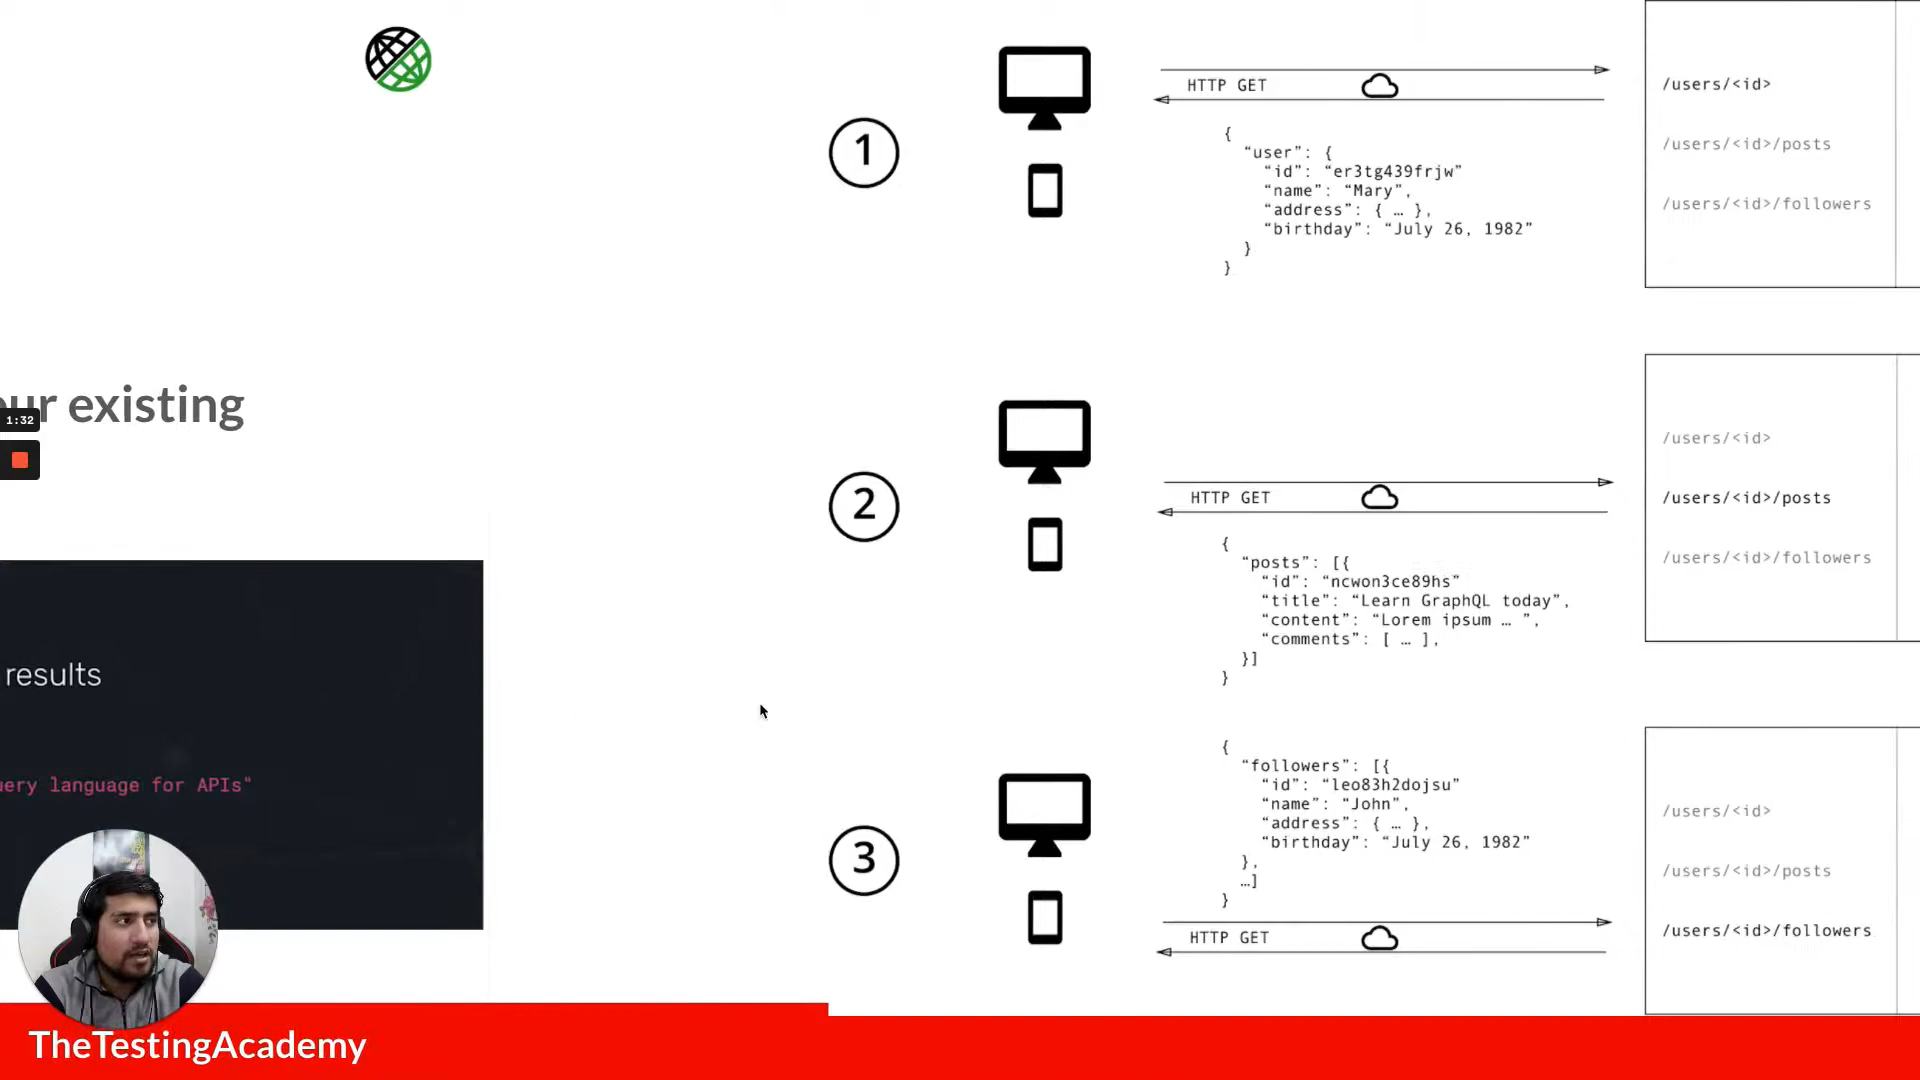 our existing
1:32
results
query language for APIs"
TheTestingAcademy
1
HTTP GET
{
"user": {
"id": "er3tg439frjw"
"name": "Mary",
"address": { … },
"birthday": "July 26, 1982"
}
}
/users/<id>
/users/<id>/posts
/users/<id>/followers
2
HTTP GET
{
"posts": [{
"id": "ncwon3ce89hs"
"title": "Learn GraphQL today",
"content": "Lorem ipsum … ",
"comments": [ … ],
}]
}
/users/<id>
/users/<id>/posts
/users/<id>/followers
3
{
"followers": [{
"id": "leo83h2dojsu"
"name": "John",
"address": { … },
"birthday": "July 26, 1982"
},
…]
}
HTTP GET
/users/<id>
/users/<id>/posts
/users/<id>/followers